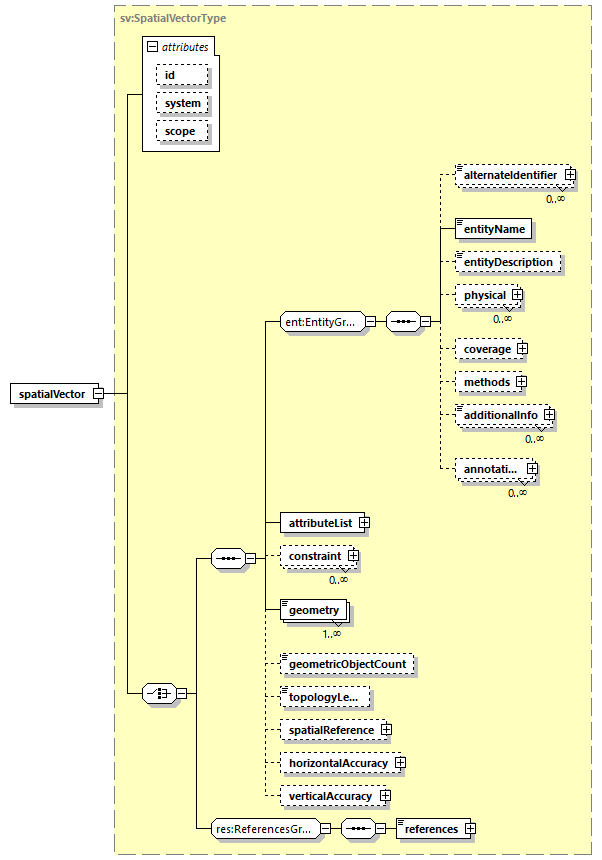 sv:SpatialVectorType
attributes
id
system
scope
alternateIdentifier
0..∞
entityName
entityDescription
ent:EntityGr...
physical
0..∞
coverage
methods
spatialVector
additionalInfo
0..∞
annotati...
0..∞
attributeList
constraint
0..∞
geometry
1..∞
geometricObjectCount
topologyLe...
spatialReference
horizontalAccuracy
verticalAccuracy
res:ReferencesGr...
references